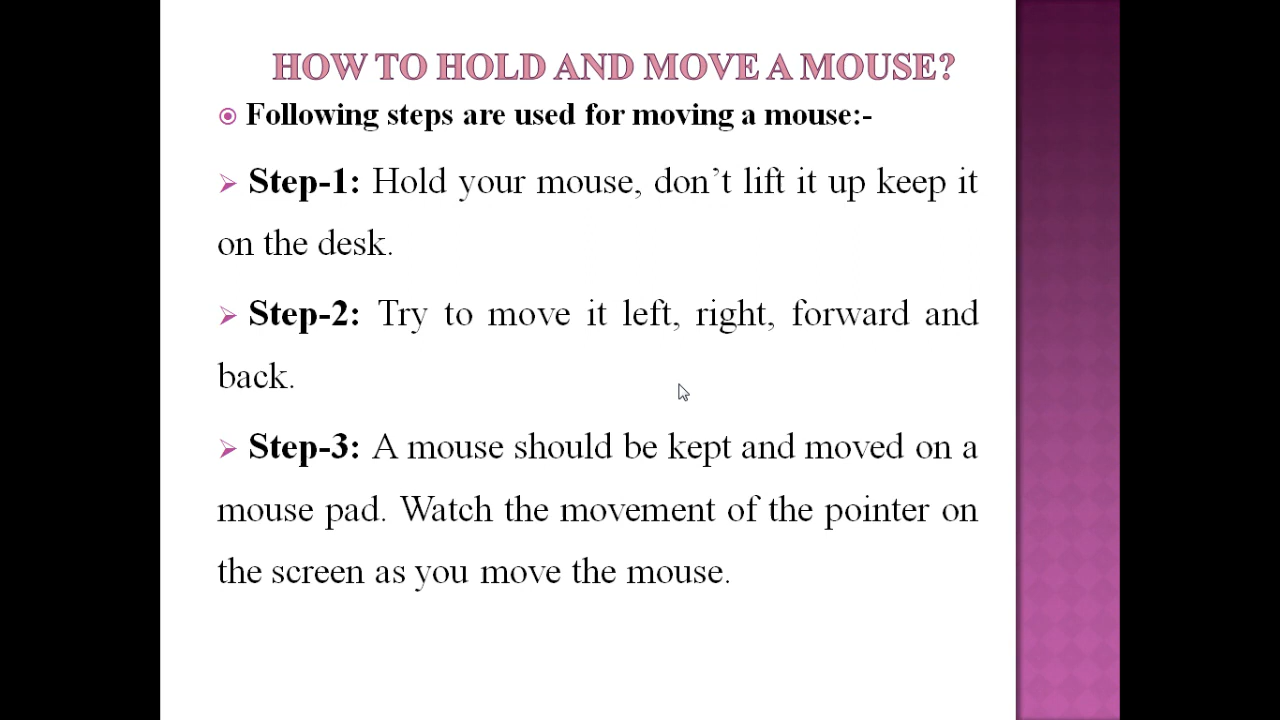 HOW TO HOLD AND MOVE A MOUSE?
Following steps are used for moving a mouse:-
Step-1: Hold your mouse, don’t lift it up keep it
on the desk.
Step-2: Try to move it left, right, forward and
back.
Step-3: A mouse should be kept and moved on a
mouse pad. Watch the movement of the pointer on
the screen as you move the mouse.